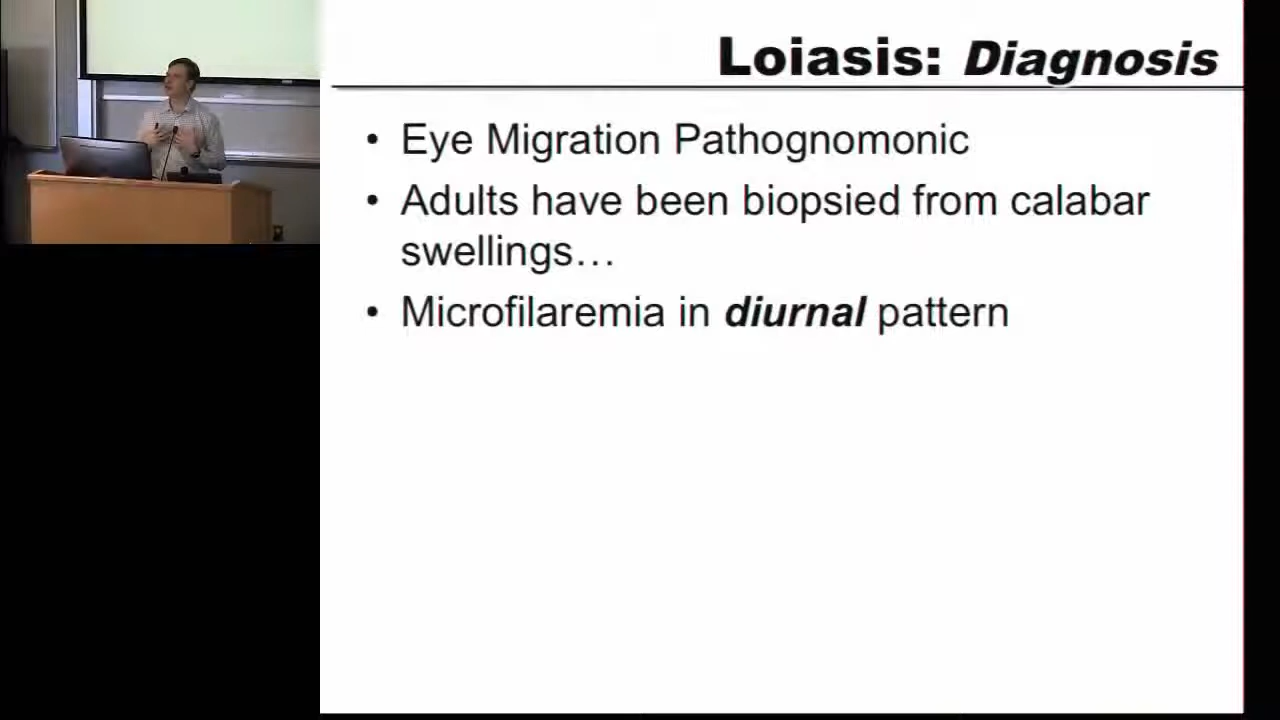 Loiasis: Diagnosis
• Eye Migration Pathognomonic
• Adults have been biopsied from calabar
swellings…
• Microfilaremia in diurnal pattern